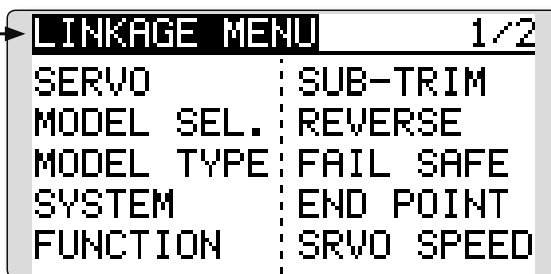 LINKAGE MENU 1/2
SERVO SUB-TRIM
MODEL SEL. REVERSE
MODEL TYPE FAIL SAFE
SYSTEM END POINT
FUNCTION SRVO SPEED